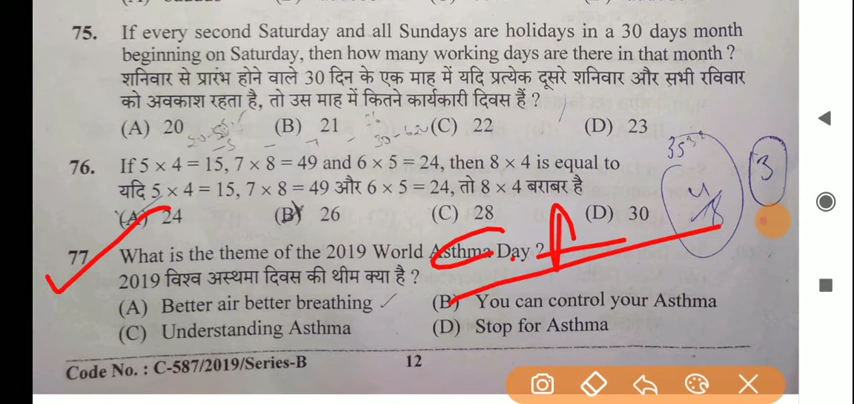 75. If every second Saturday and all Sundays are holidays in a 30 days month
beginning on Saturday, then how many working days are there in that month ?
शनिवार से प्रारंभ होने वाले 30 दिन के एक माह में यदि प्रत्येक दूसरे शनिवार और सभी रविवार
को अवकाश रहता है, तो उस माह में कितने कार्यकारी दिवस हैं ?
(A) 20 (B) 21 (C) 22 (D) 23
76. If 5 × 4 = 15, 7 × 8 = 49 and 6 × 5 = 24, then 8 × 4 is equal to
यदि 5 × 4 = 15, 7 × 8 = 49 और 6 × 5 = 24, तो 8 × 4 बराबर है
(A) 24 (B) 26 (C) 28 (D) 30
3
77. What is the theme of the 2019 World Asthma Day ?
2019 विश्व अस्थमा दिवस की थीम क्या है ?
(A) Better air better breathing (B) You can control your Asthma
(C) Understanding Asthma (D) Stop for Asthma
Code No. : C-587/2019/Series-B 12